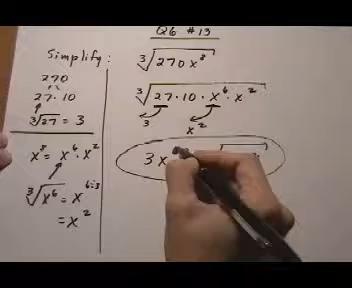 Q6 #13
Simplify:
270
27 · 10
∛27 = 3
x⁸ = x⁶ · x²
∛x⁶ = x⁶÷³
= x²
∛270x⁸
∛27 · 10 · x⁶ · x²
3
x²
3x